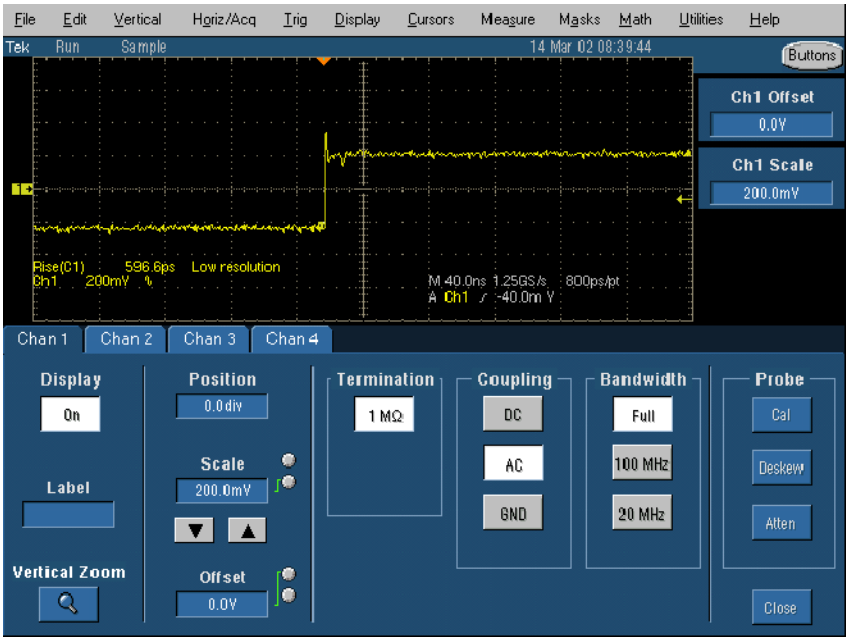 File Edit Vertical Horiz/Acq Trig Display Cursors Measure Masks Math Utilities Help
Tek Run Sample 14 Mar 02 08:39:44
Buttons
Ch1 Offset
0.0V
Ch1 Scale
200.0mV
1
Rise(C1) 596.6ps Low resolution
Ch1 200mV
M 40.0ns 1.25GS/s 800ps/pt
A Ch1 -40.0m V
Chan 1 Chan 2 Chan 3 Chan 4
Display
On
Label
Vertical Zoom
Position
0.0div
Scale
200.0mV
Offset
0.0V
Termination
1 MΩ
Coupling
DC
AC
GND
Bandwidth
Full
100 MHz
20 MHz
Probe
Cal
Deskew
Atten
Close